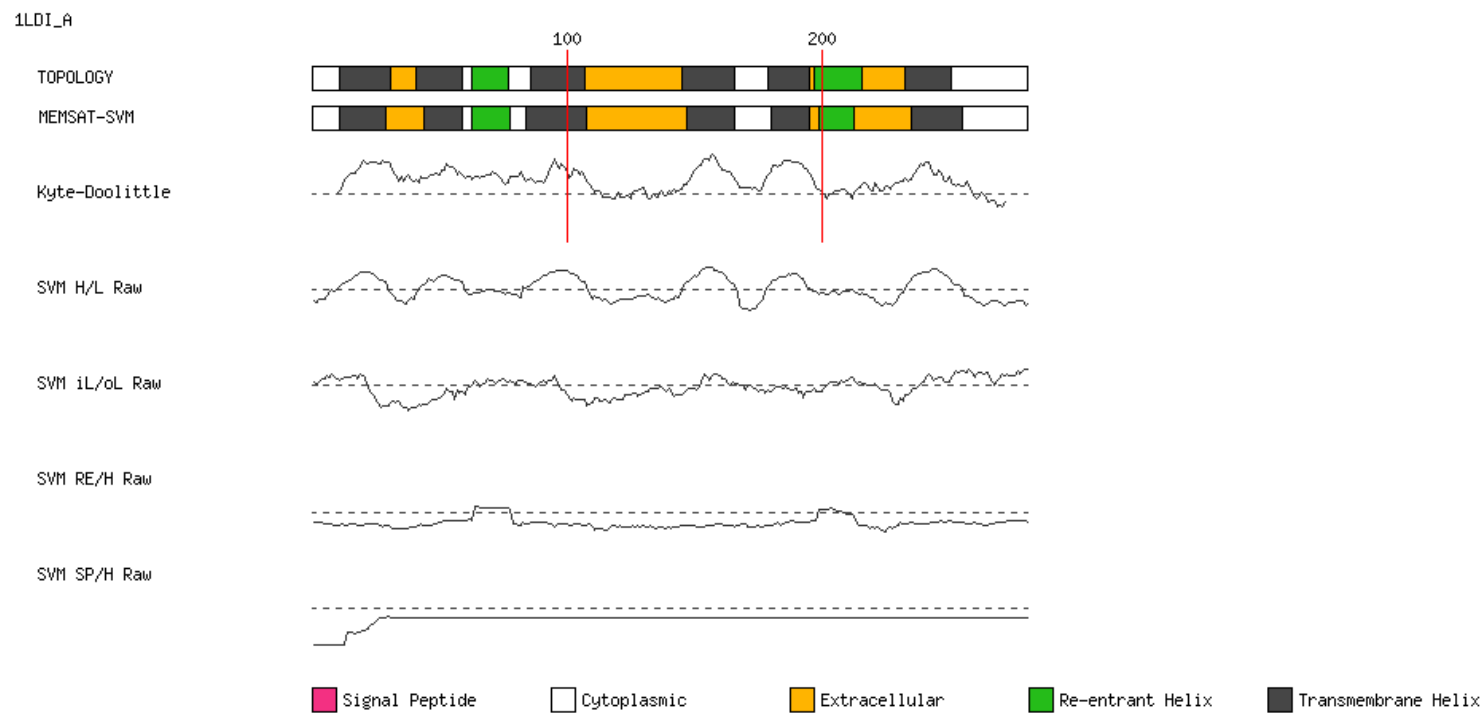 1LDI_A
100 200
TOPOLOGY
MEMSAT-SVM
Kyte-Doolittle
SVM H/L Raw
SVM iL/oL Raw
SVM RE/H Raw
SVM SP/H Raw
Signal Peptide Cytoplasmic Extracellular Re-entrant Helix Transmembrane Helix